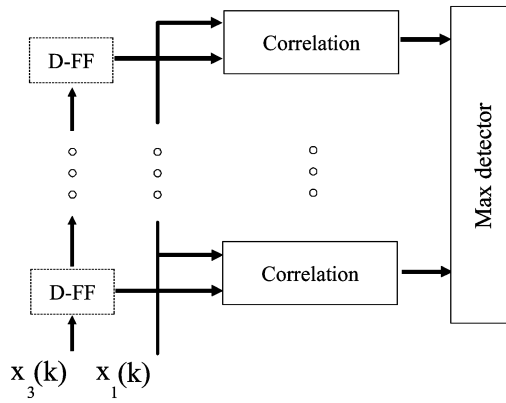 Correlation
D-FF
Max detector
Correlation
D-FF
x₃(k) x₁(k)